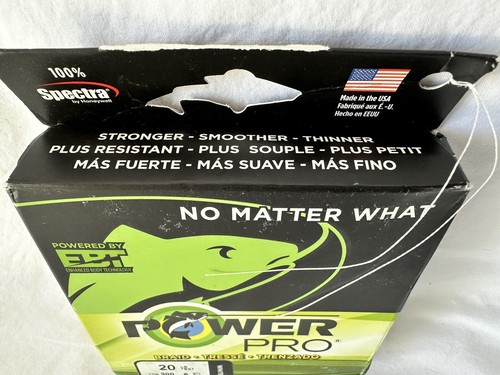 100%
Spectra
by Honeywell
Made in the USA
Fabriqué aux É. -U.
Hecho en EEUU
STRONGER - SMOOTHER - THINNER
PLUS RESISTANT - PLUS SOUPLE - PLUS PETIT
MÁS FUERTE - MÁS SUAVE - MÁS FINO
NO MATTER WHAT
POWERED BY
EBT
ENHANCED BODY TECHNOLOGY
POWER
PRO
BRAID • TRESSÉ • TRENZADO
20